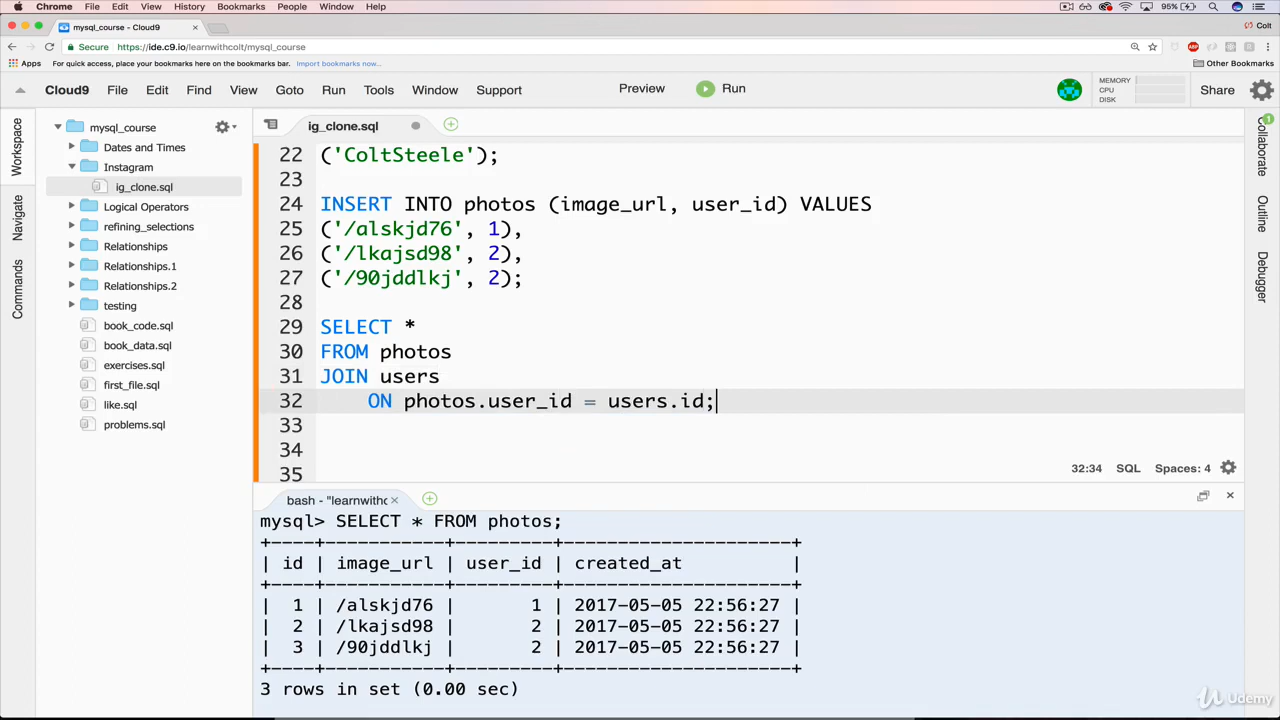 Chrome File Edit View History Bookmarks People Window Help 95%
mysql_course - Cloud9 Colt
Secure https://ide.c9.io/learnwithcolt/mysql_course
Apps For quick access, place your bookmarks here on the bookmarks bar. Import bookmarks now... Other Bookmarks
Cloud9 File Edit Find View Goto Run Tools Window Support Preview Run MEMORY CPU DISK Share
Workspace
Navigate
Commands
mysql_course
Dates and Times
Instagram
ig_clone.sql
Logical Operators
refining_selections
Relationships
Relationships.1
Relationships.2
testing
book_code.sql
book_data.sql
exercises.sql
first_file.sql
like.sql
problems.sql
ig_clone.sql
22 ('ColtSteele');
23
24 INSERT INTO photos (image_url, user_id) VALUES
25 ('/alskjd76', 1),
26 ('/lkajsd98', 2),
27 ('/90jddlkj', 2);
28
29 SELECT *
30 FROM photos
31 JOIN users
32 ON photos.user_id = users.id;
33
34
35
32:34 SQL Spaces: 4
Collaborate 1
Outline
Debugger
bash - "learnwithc
mysql> SELECT * FROM photos;
+----+------------+---------+---------------------+
| id | image_url | user_id | created_at |
+----+------------+---------+---------------------+
| 1 | /alskjd76 | 1 | 2017-05-05 22:56:27 |
| 2 | /lkajsd98 | 2 | 2017-05-05 22:56:27 |
| 3 | /90jddlkj | 2 | 2017-05-05 22:56:27 |
+----+------------+---------+---------------------+
3 rows in set (0.00 sec)
Udemy